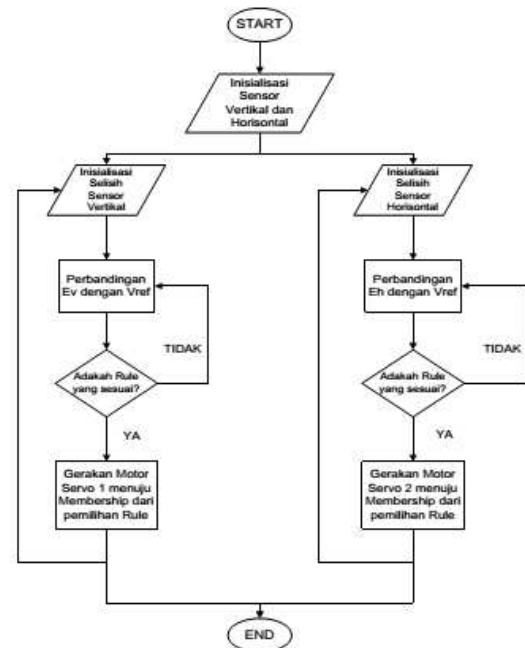 START
Inisialisasi
Sensor
Vertikal dan
Horisontal
Inisialisasi
Selisih
Sensor
Vertikal
Perbandingan
Ev dengan Vref
TIDAK
Adakah Rule
yang sesuai?
YA
Gerakan Motor
Servo 1 menuju
Membership dari
pemilihan Rule
Inisialisasi
Selisih
Sensor
Horisontal
Perbandingan
Eh dengan Vref
TIDAK
Adakah Rule
yang sesuai?
YA
Gerakan Motor
Servo 2 menuju
Membership dari
pemilihan Rule
END